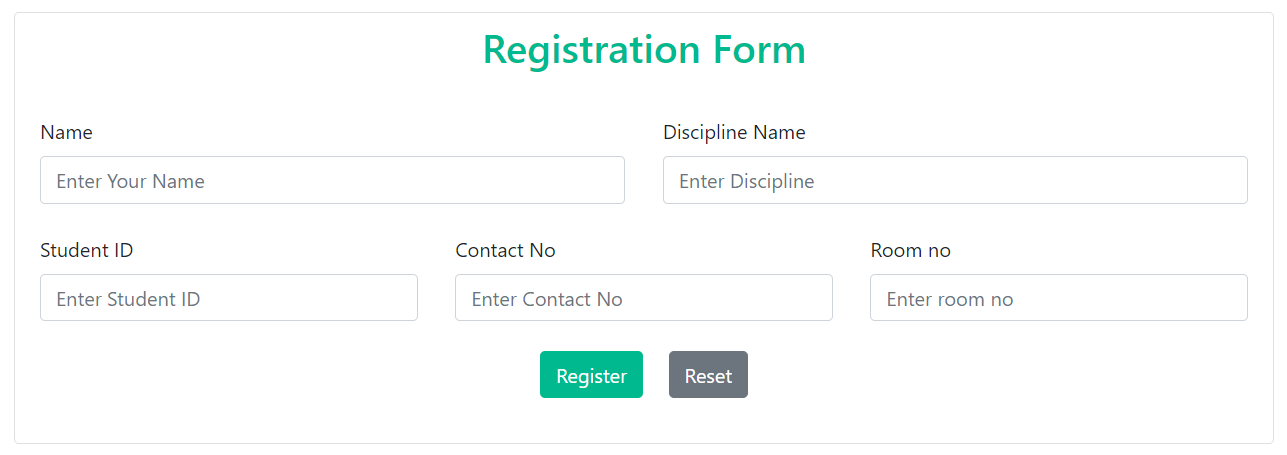 Registration Form
Name Discipline Name
Enter Your Name Enter Discipline
Student ID Contact No Room no
Enter Student ID Enter Contact No Enter room no
Register Reset